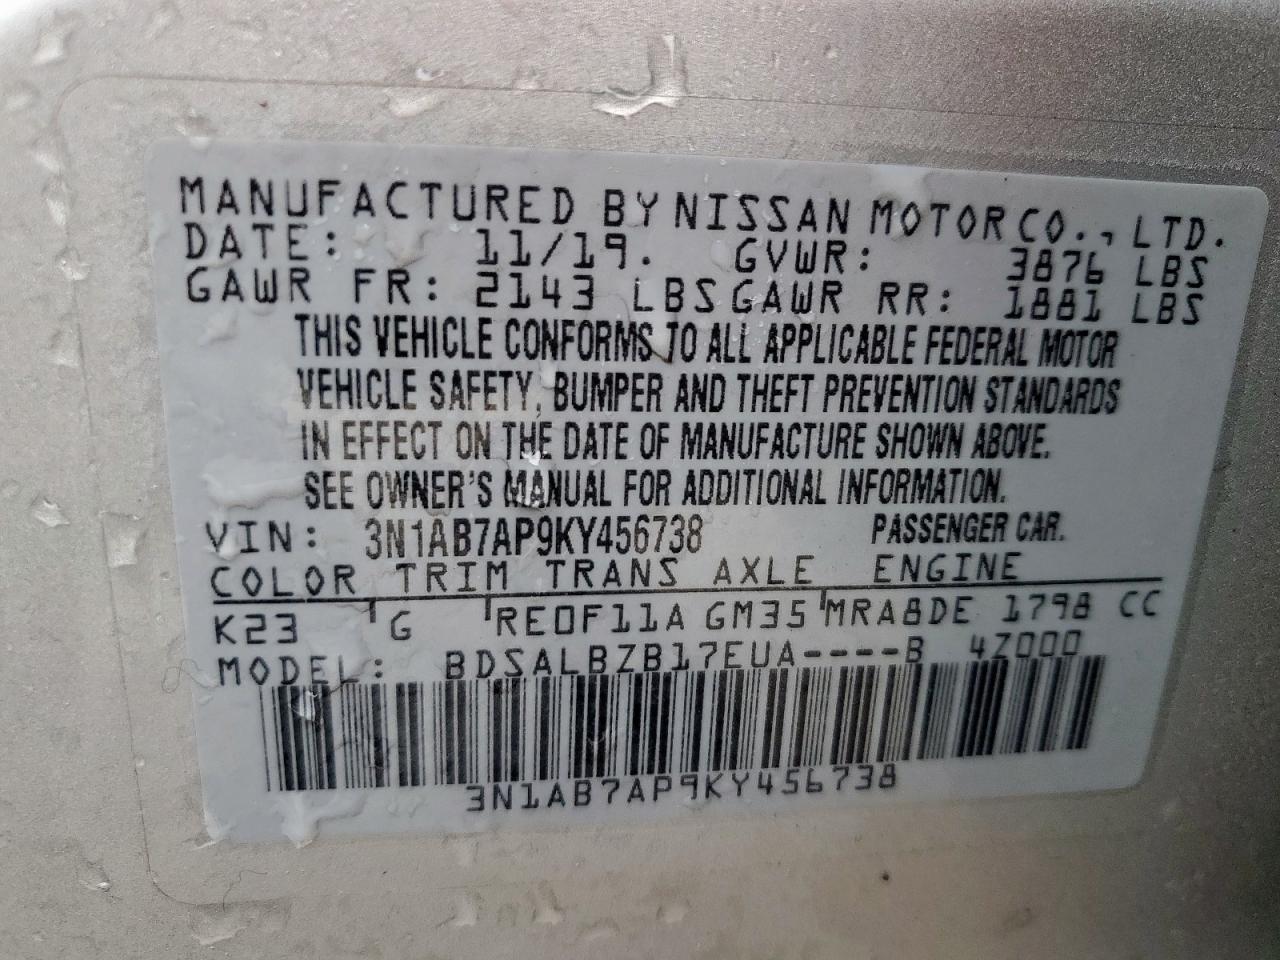 MANUFACTURED BY NISSAN MOTOR CO., LTD.
DATE: 11/19. GVWR: 3876 LBS
GAWR FR: 2143 LBS GAWR RR: 1881 LBS
THIS VEHICLE CONFORMS TO ALL APPLICABLE FEDERAL MOTOR
VEHICLE SAFETY, BUMPER AND THEFT PREVENTION STANDARDS
IN EFFECT ON THE DATE OF MANUFACTURE SHOWN ABOVE.
SEE OWNER'S MANUAL FOR ADDITIONAL INFORMATION.
VIN: 3N1AB7AP9KY456738 PASSENGER CAR.
COLOR TRIM TRANS AXLE ENGINE
K23 G RE0F11A GM35 MRA8DE 1798 CC
MODEL: BDSALBZB17EUA----B 4Z000
3N1AB7AP9KY456738